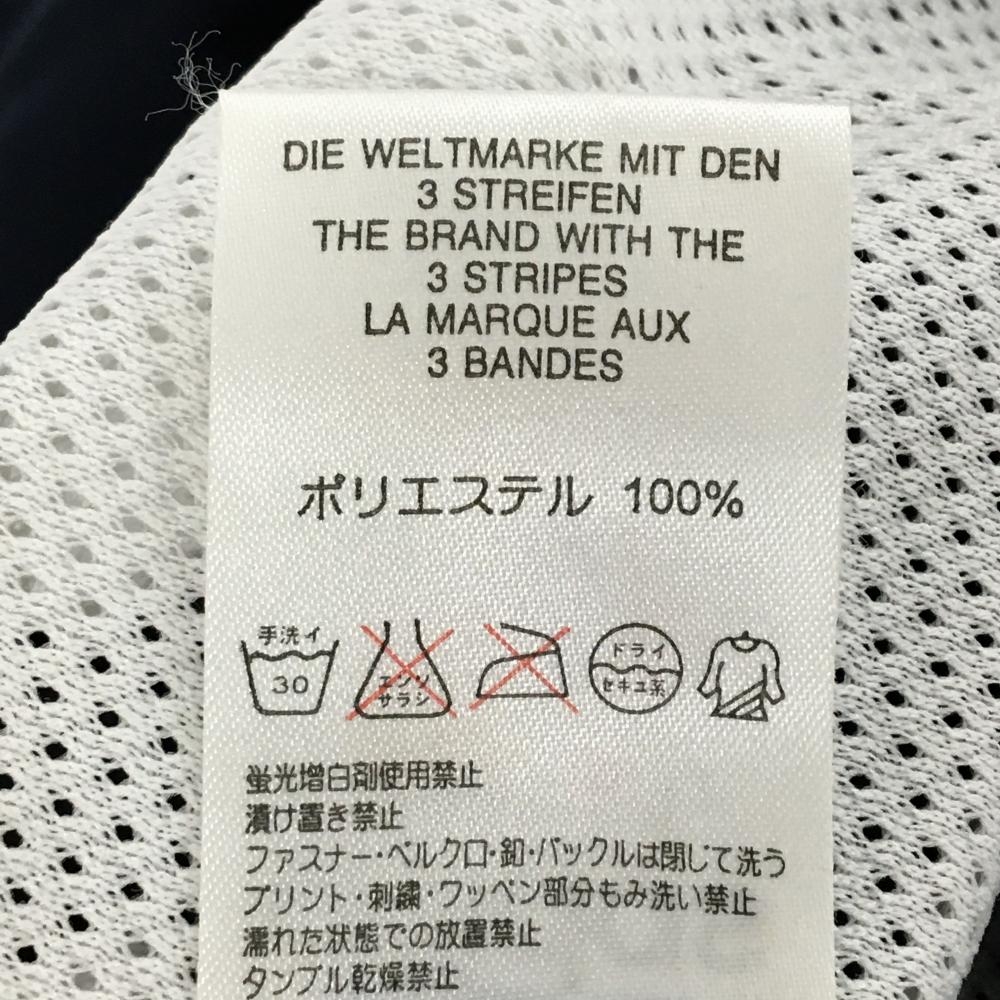 DIE WELTMARKE MIT DEN
3 STREIFEN
THE BRAND WITH THE
3 STRIPES
LA MARQUE AUX
3 BANDES
ポリエステル 100%
手洗イ
30
エンソ
サラシ
ドライ
セキユ系
蛍光増白剤使用禁止
漬け置き禁止
ファスナー・ベルクロ・釦・バックルは閉じて洗う
プリント・刺繍・ワッペン部分もみ洗い禁止
濡れた状態での放置禁止
タンブル乾燥禁止